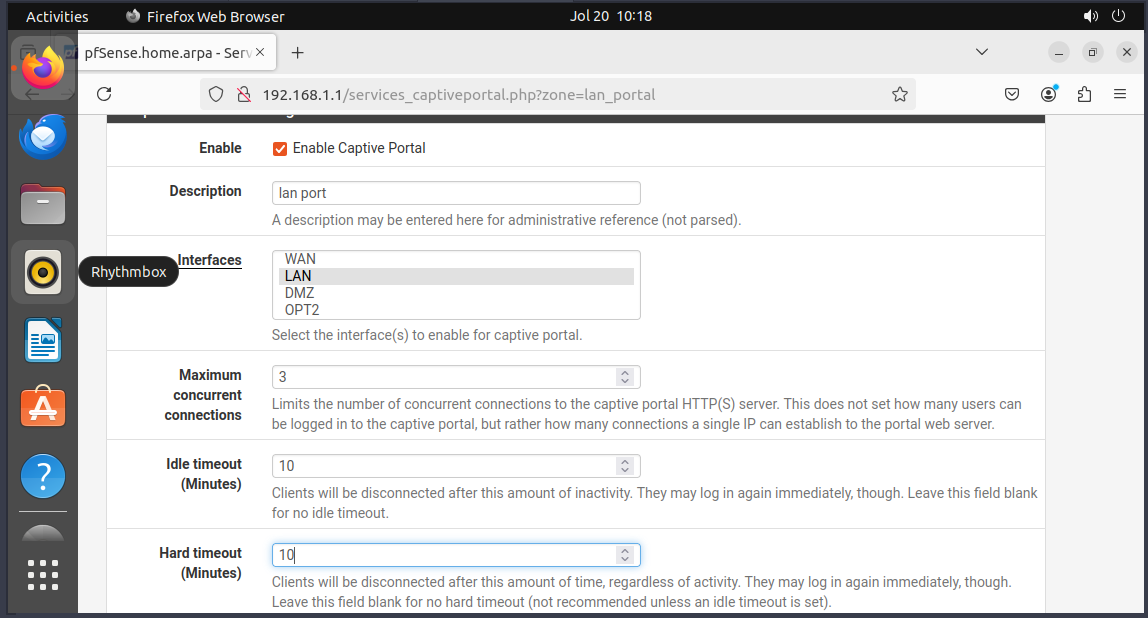 Activities
Firefox Web Browser
Jul 20 10:18
pfSense.home.arpa - Serv
192.168.1.1/services_captiveportal.php?zone=lan_portal
Enable
Enable Captive Portal
Description
lan port
A description may be entered here for administrative reference (not parsed).
Rhythmbox
Interfaces
WAN
LAN
DMZ
OPT2
Select the interface(s) to enable for captive portal.
Maximum
concurrent
connections
3
Limits the number of concurrent connections to the captive portal HTTP(S) server. This does not set how many users can
be logged in to the captive portal, but rather how many connections a single IP can establish to the portal web server.
Idle timeout
(Minutes)
10
Clients will be disconnected after this amount of inactivity. They may log in again immediately, though. Leave this field blank
for no idle timeout.
Hard timeout
(Minutes)
10
Clients will be disconnected after this amount of time, regardless of activity. They may log in again immediately, though.
Leave this field blank for no hard timeout (not recommended unless an idle timeout is set).